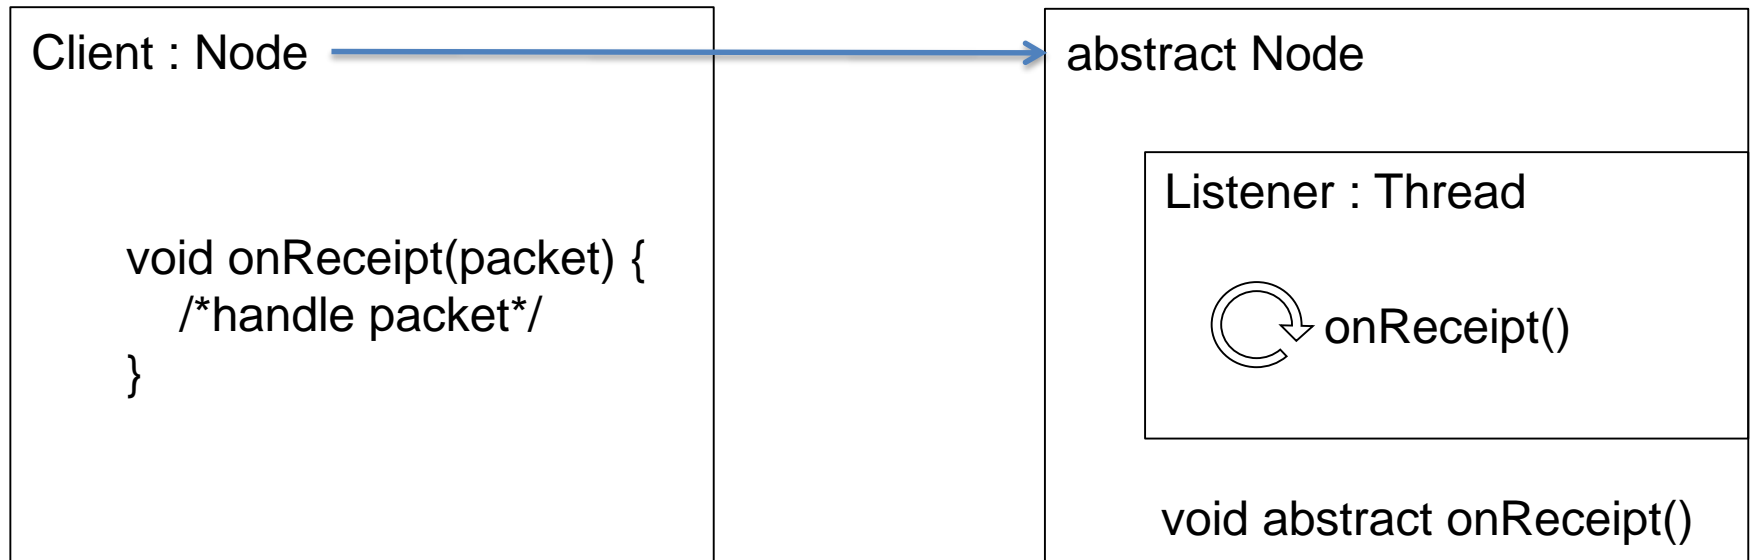 Client : Node
void onReceipt(packet) {
/*handle packet*/
}
abstract Node
Listener : Thread
onReceipt()
void abstract onReceipt()